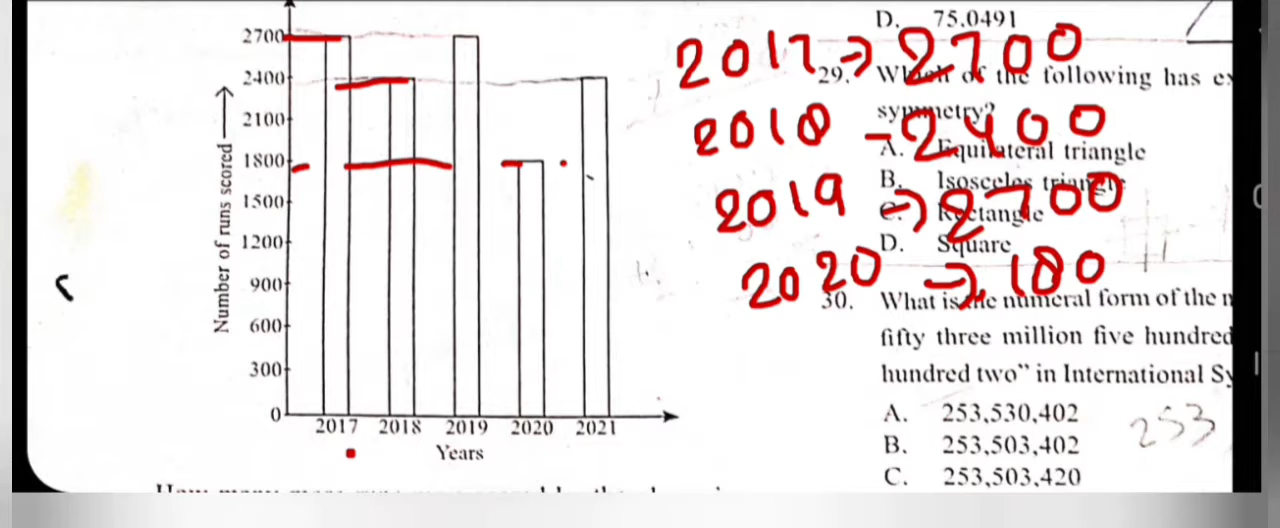 2700
2400
2100
1800
1500
1200
900
600
300
0
Number of runs scored
2017 2018 2019 2020 2021
Years
D. 75.0491
29. Which of the following has
symmetry?
A. Equilateral triangle
B. Isosceles triangle
C. Rectangle
D. Square
30. What is the numeral form of the
fifty three million five hundred
hundred two" in International
A. 253,530,402
B. 253,503,402
C. 253,503,420
253
2017 → 2700
2018 - 2400
2019 → 2700
2020 → 180